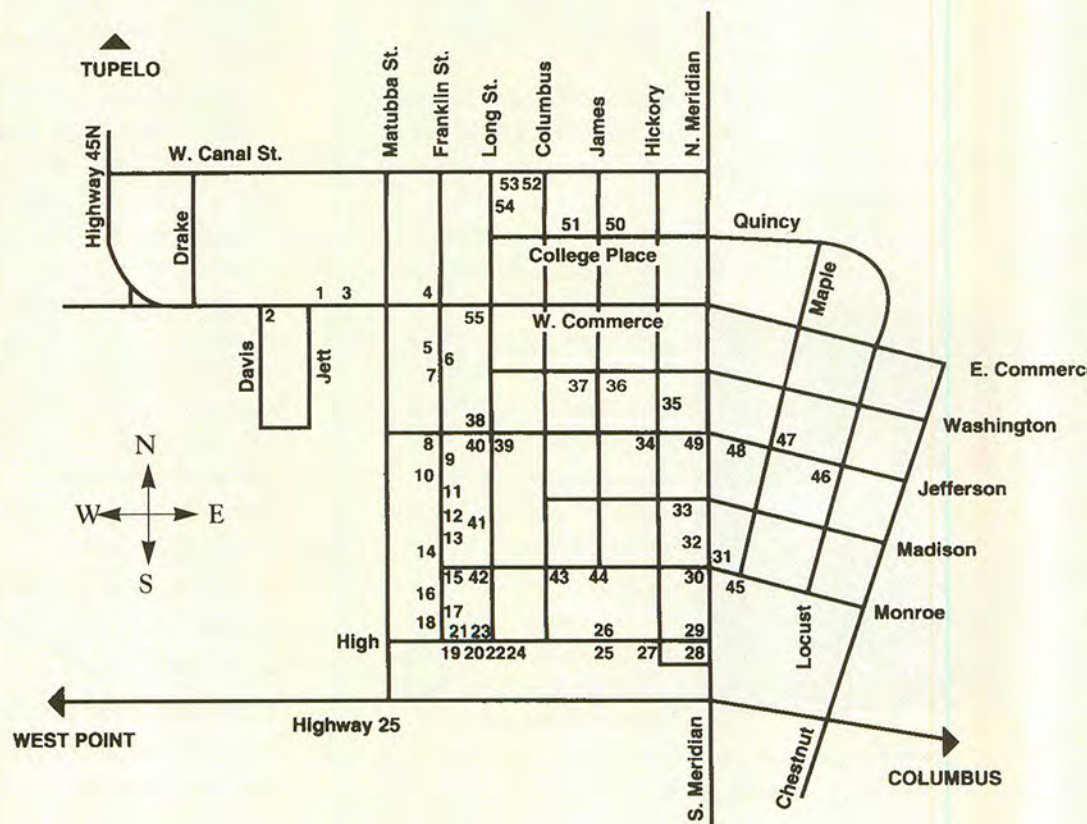 TUPELO
Highway 45N
W. Canal St.
Drake
Matubba St.
Franklin St.
Long St.
Columbus
James
Hickory
N. Meridian
53 52
54
51 50
Quincy
College Place
Maple
1 3 4
2
55 W. Commerce
Davis
Jett
5
6
7
37 36
35
E. Commerce
38
Washington
8 40 39 34 49 48 47
9
10 46
11
Jefferson
N
W E
S
12 41
13
33
14 32 31
Madison
15 42 43 44 30 45
16
17
18
Monroe
Locust
21 23 26 29
High
19 20 22 24 25 27 28
WEST POINT
Highway 25
S. Meridian
Chestnut
COLUMBUS